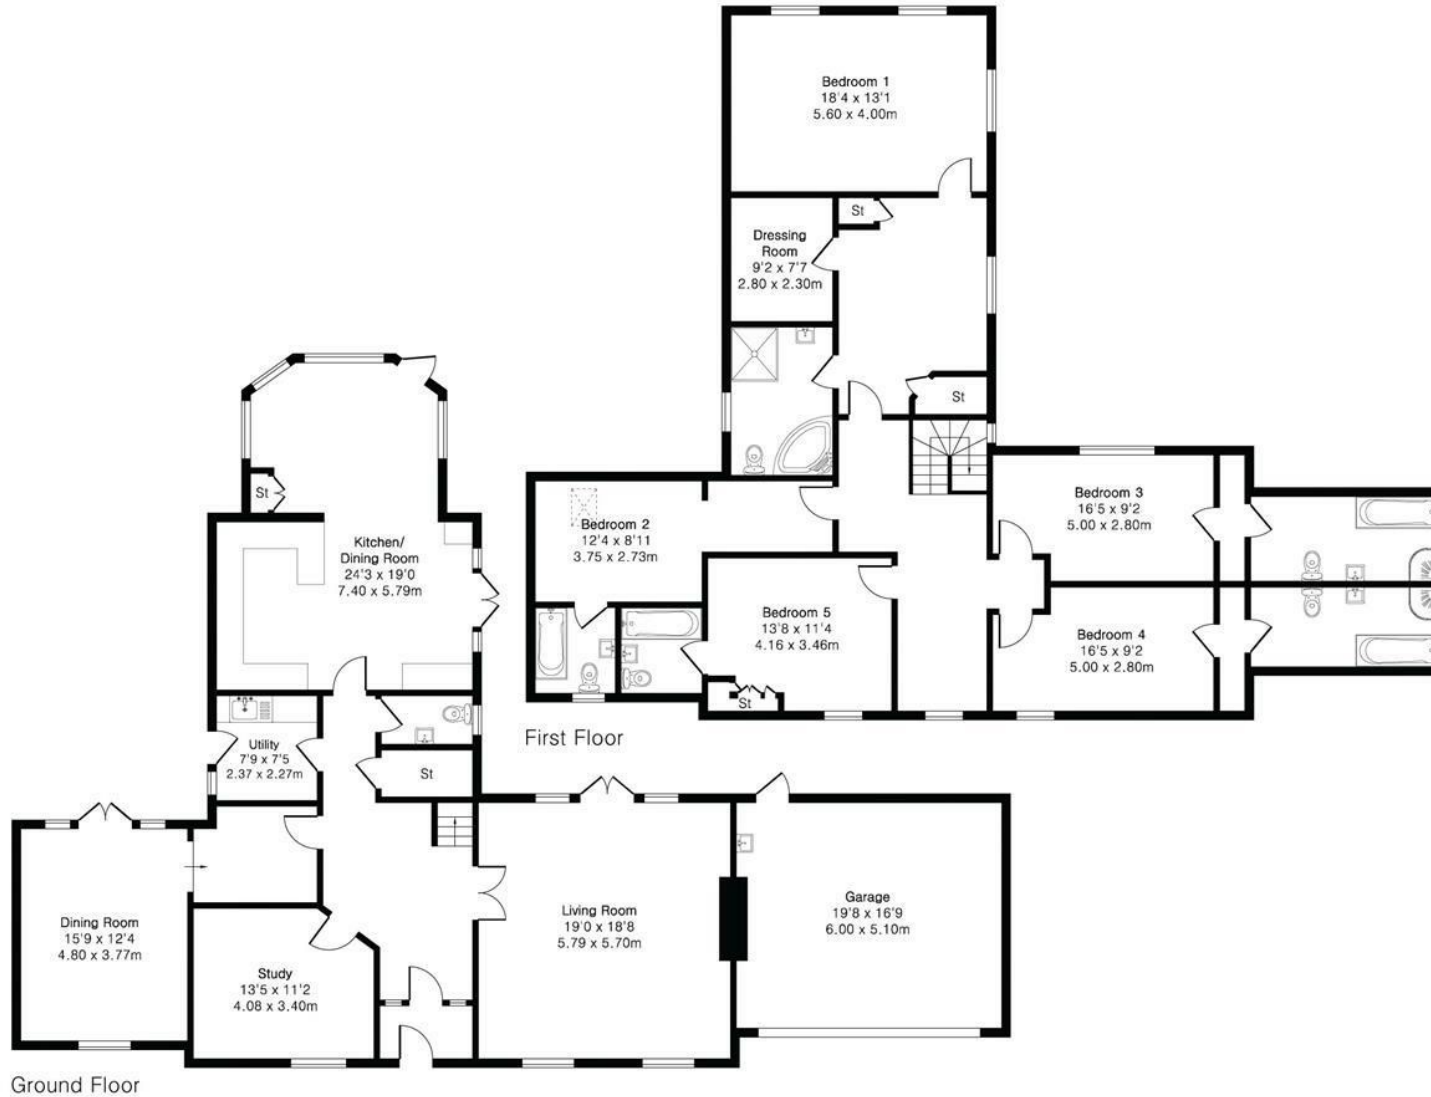 Bedroom 1
18'4 x 13'1
5.60 x 4.00m
St
Dressing
Room
9'2 x 7'7
2.80 x 2.30m
St
Bedroom 2
12'4 x 8'11
3.75 x 2.73m
Bedroom 3
16'5 x 9'2
5.00 x 2.80m
Bedroom 5
13'8 x 11'4
4.16 x 3.46m
St
Bedroom 4
16'5 x 9'2
5.00 x 2.80m
First Floor
St
Kitchen/
Dining Room
24'3 x 19'0
7.40 x 5.79m
Utility
7'9 x 7'5
2.37 x 2.27m
St
Dining Room
15'9 x 12'4
4.80 x 3.77m
Study
13'5 x 11'2
4.08 x 3.40m
Living Room
19'0 x 18'8
5.79 x 5.70m
Garage
19'8 x 16'9
6.00 x 5.10m
Ground Floor